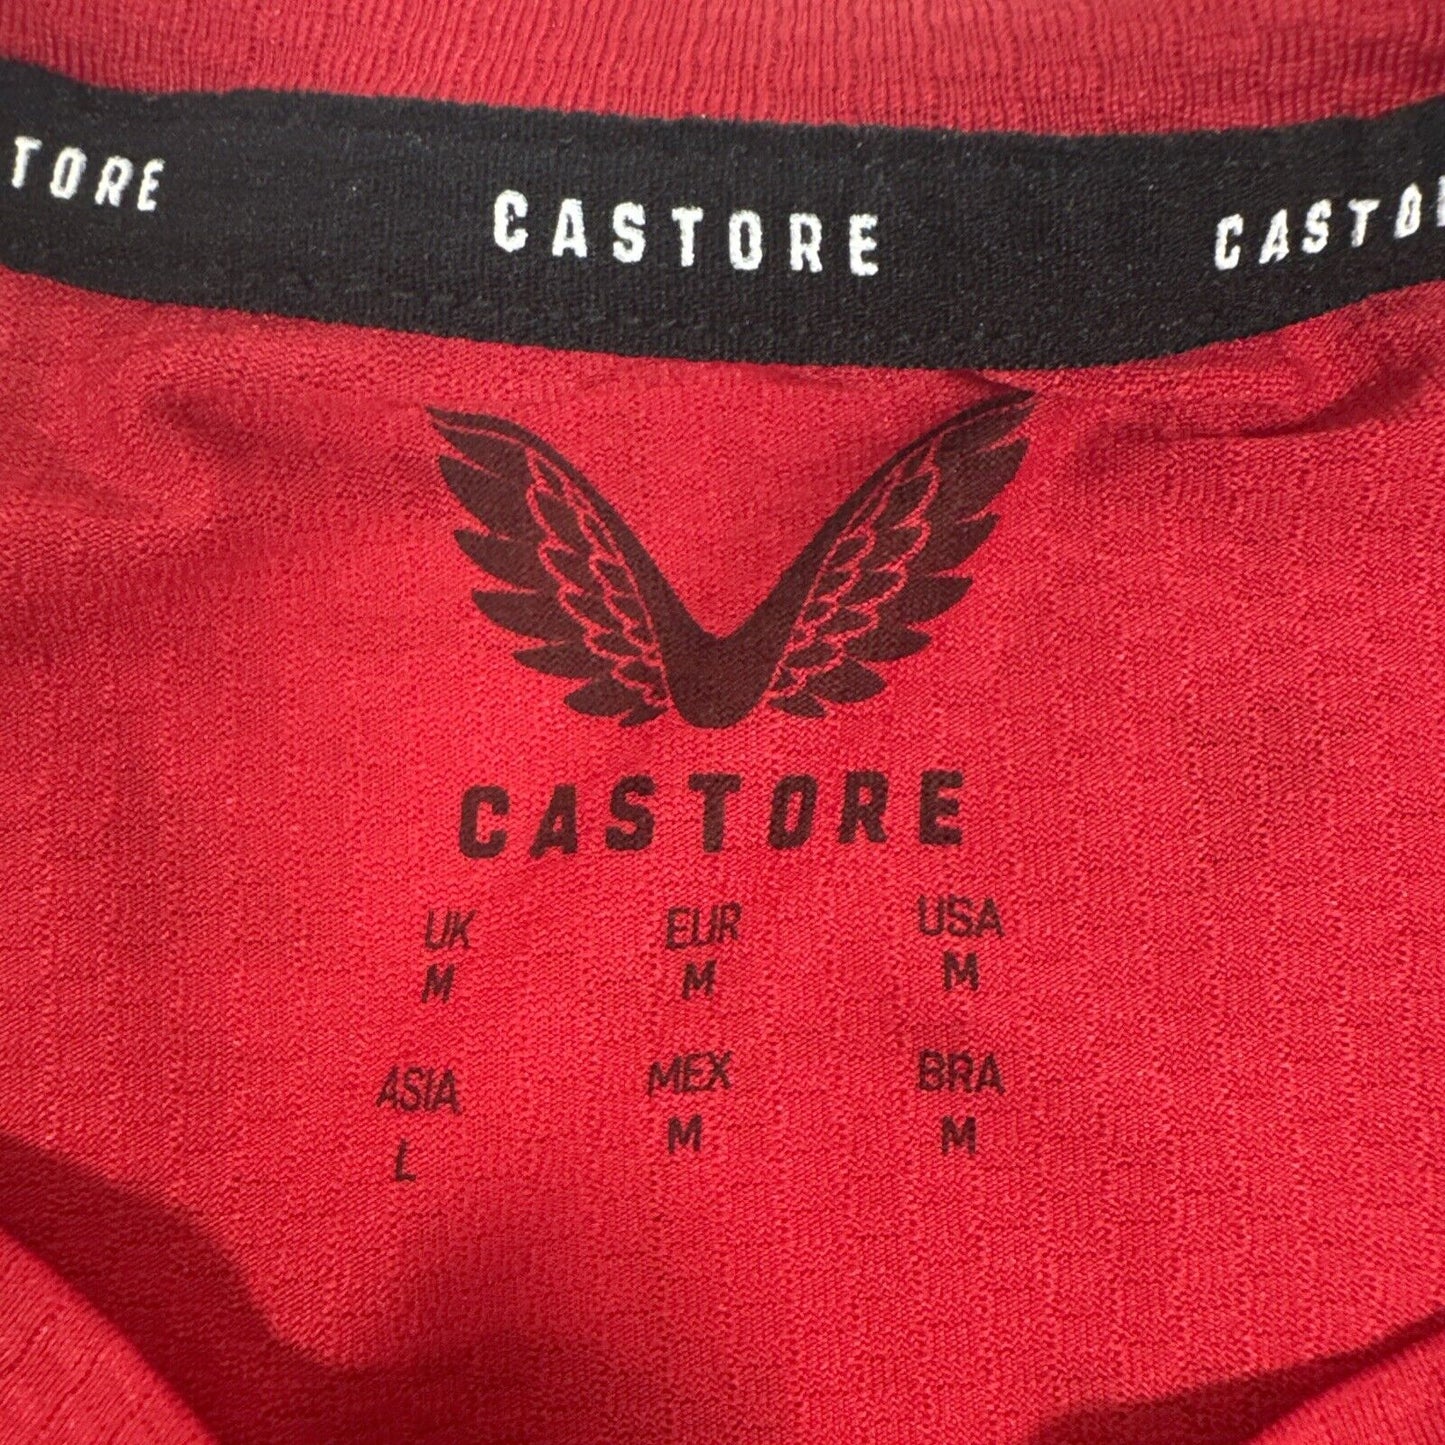 TORE CASTORE CASTO
CASTORE
UK EUR USA
M M M
ASIA MEX BRA
L M M